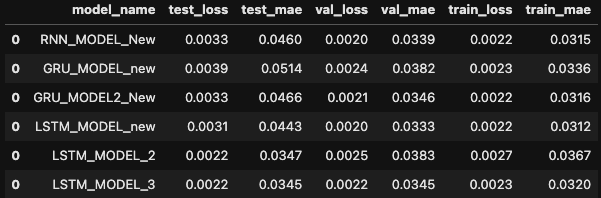 model_name test_loss test_mae val_loss val_mae train_loss train_mae
0 RNN_MODEL_New 0.0033 0.0460 0.0020 0.0339 0.0022 0.0315
0 GRU_MODEL_new 0.0039 0.0514 0.0024 0.0382 0.0023 0.0336
0 GRU_MODEL2_New 0.0033 0.0466 0.0021 0.0346 0.0022 0.0316
0 LSTM_MODEL_new 0.0031 0.0443 0.0020 0.0333 0.0022 0.0312
0 LSTM_MODEL_2 0.0022 0.0347 0.0025 0.0383 0.0027 0.0367
0 LSTM_MODEL_3 0.0022 0.0345 0.0022 0.0345 0.0023 0.0320